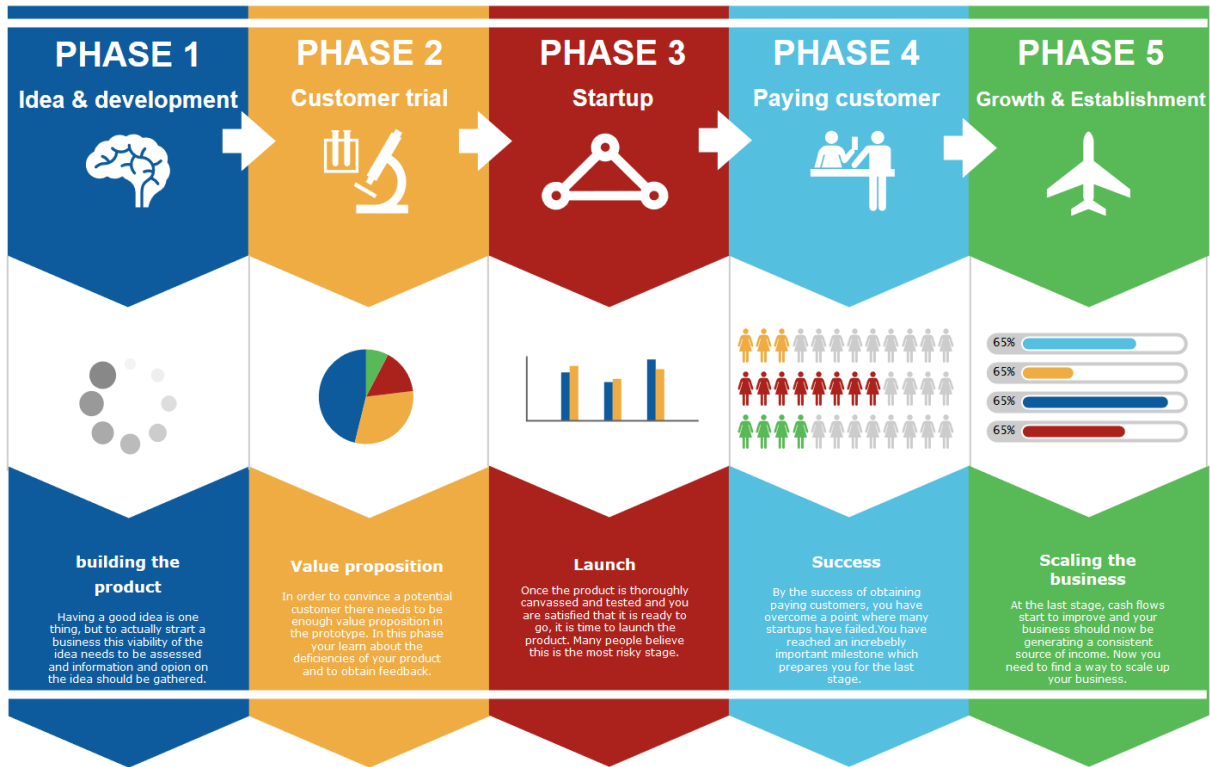 PHASE 1
Idea & development
PHASE 2
Customer trial
PHASE 3
Startup
PHASE 4
Paying customer
PHASE 5
Growth & Establishment
65%
65%
65%
65%
building the
product
Having a good idea is one
thing, but to actually strart a
business this viability of the
idea needs to be assessed
and information and opion on
the idea should be gathered.
Value proposition
In order to convince a potential
customer there needs to be
enough value proposition in
the prototype. In this phase
your learn about the
deficiencies of your product
and to obtain feedback.
Launch
Once the product is thoroughly
canvassed and tested and you
are satisfied that it is ready to
go, it is time to launch the
product. Many people believe
this is the most risky stage.
Success
By the success of obtaining
paying customers, you have
overcome a point where many
startups have failed.You have
reached an increbebly
important milestone which
prepares you for the last
stage.
Scaling the
business
At the last stage, cash flows
start to improve and your
business should now be
generating a consistent
source of income. Now you
need to find a way to scale up
your business.